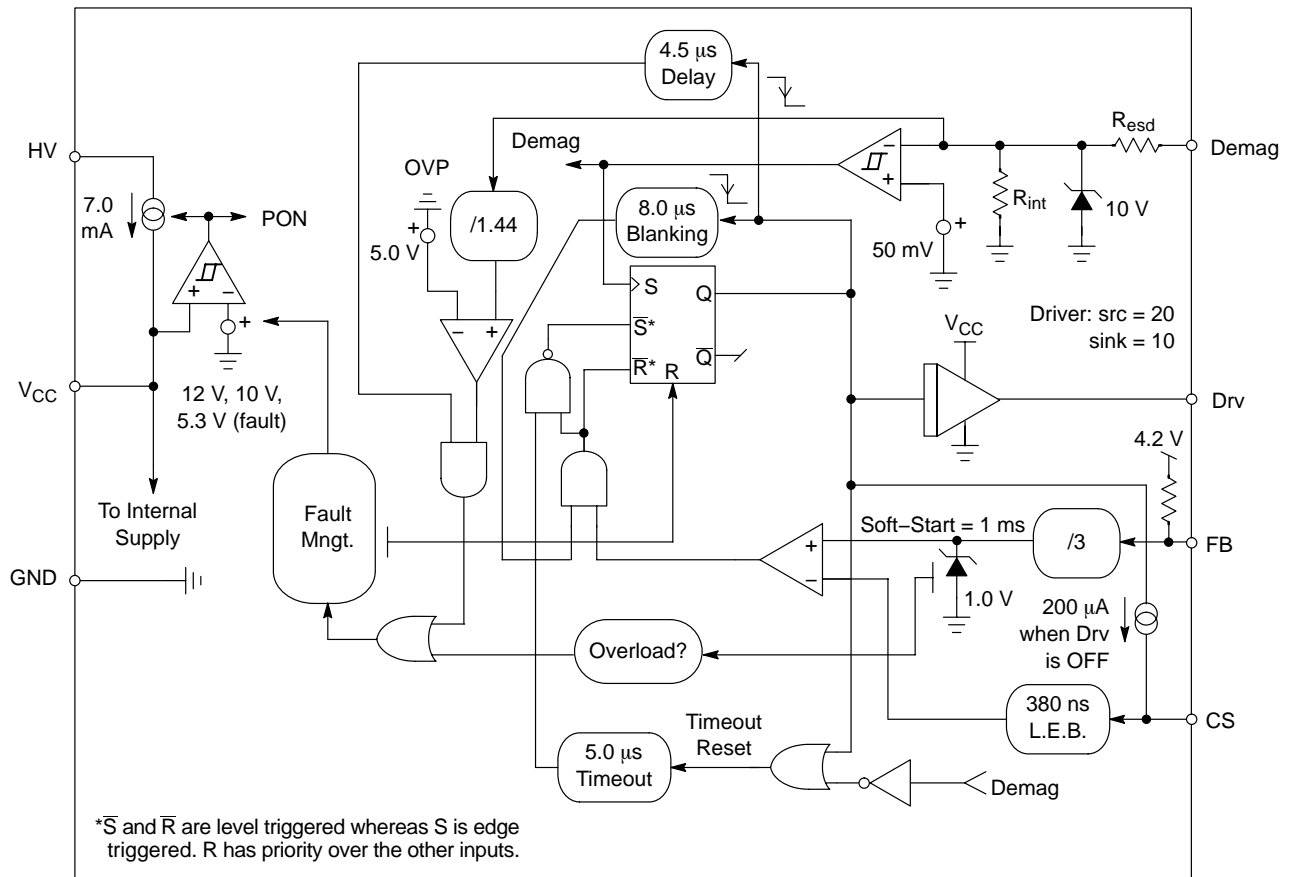 4.5 μs
Delay
HV
Demag
R_esd
Demag
OVP
7.0
mA
PON
/1.44
8.0 μs
Blanking
R_int
10 V
+
5.0 V
50 mV
+
−
+
+
−
+
S
Q
S̅*
R̅*
Q̅
R
−
+
V_CC
Driver: src = 20
sink = 10
V_CC
12 V, 10 V,
5.3 V (fault)
Drv
4.2 V
To Internal
Supply
Fault
Mngt.
Soft−Start = 1 ms
+
−
/3
FB
GND
1.0 V
200 μA
when Drv
is OFF
Overload?
380 ns
L.E.B.
CS
Timeout
Reset
5.0 μs
Timeout
Demag
*S̅ and R̅ are level triggered whereas S is edge
triggered. R has priority over the other inputs.